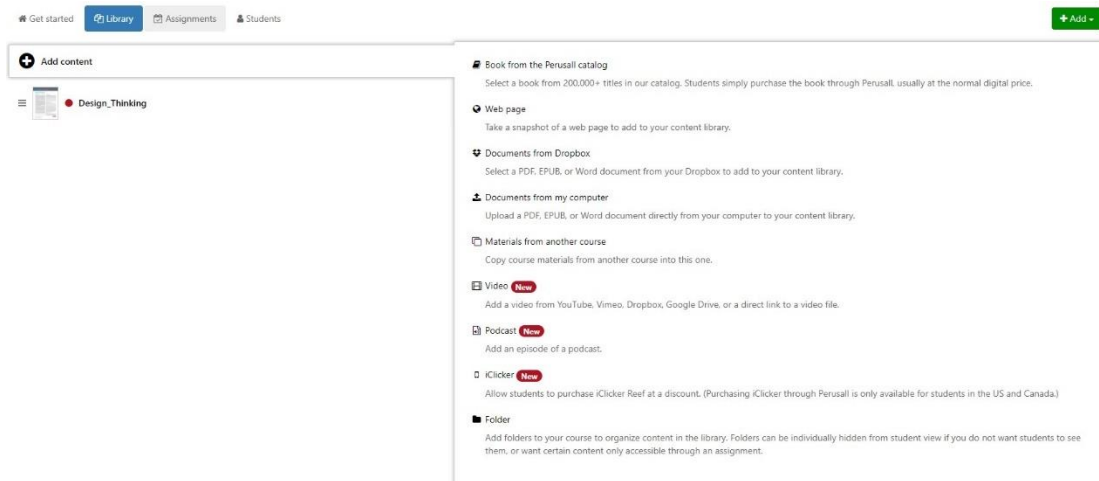 Get started Library Assignments Students + Add
Add content
Design_Thinking
Book from the Perusall catalog
Select a book from 200,000+ titles in our catalog. Students simply purchase the book through Perusall, usually at the normal digital price.
Web page
Take a snapshot of a web page to add to your content library.
Documents from Dropbox
Select a PDF, EPUB, or Word document from your Dropbox to add to your content library.
Documents from my computer
Upload a PDF, EPUB, or Word document directly from your computer to your content library.
Materials from another course
Copy course materials from another course into this one.
Video New
Add a video from YouTube, Vimeo, Dropbox, Google Drive, or a direct link to a video file.
Podcast New
Add an episode of a podcast.
iClicker New
Allow students to purchase iClicker Reef at a discount. (Purchasing iClicker through Perusall is only available for students in the US and Canada.)
Folder
Add folders to your course to organize content in the library. Folders can be individually hidden from student view if you do not want students to see
them, or want certain content only accessible through an assignment.